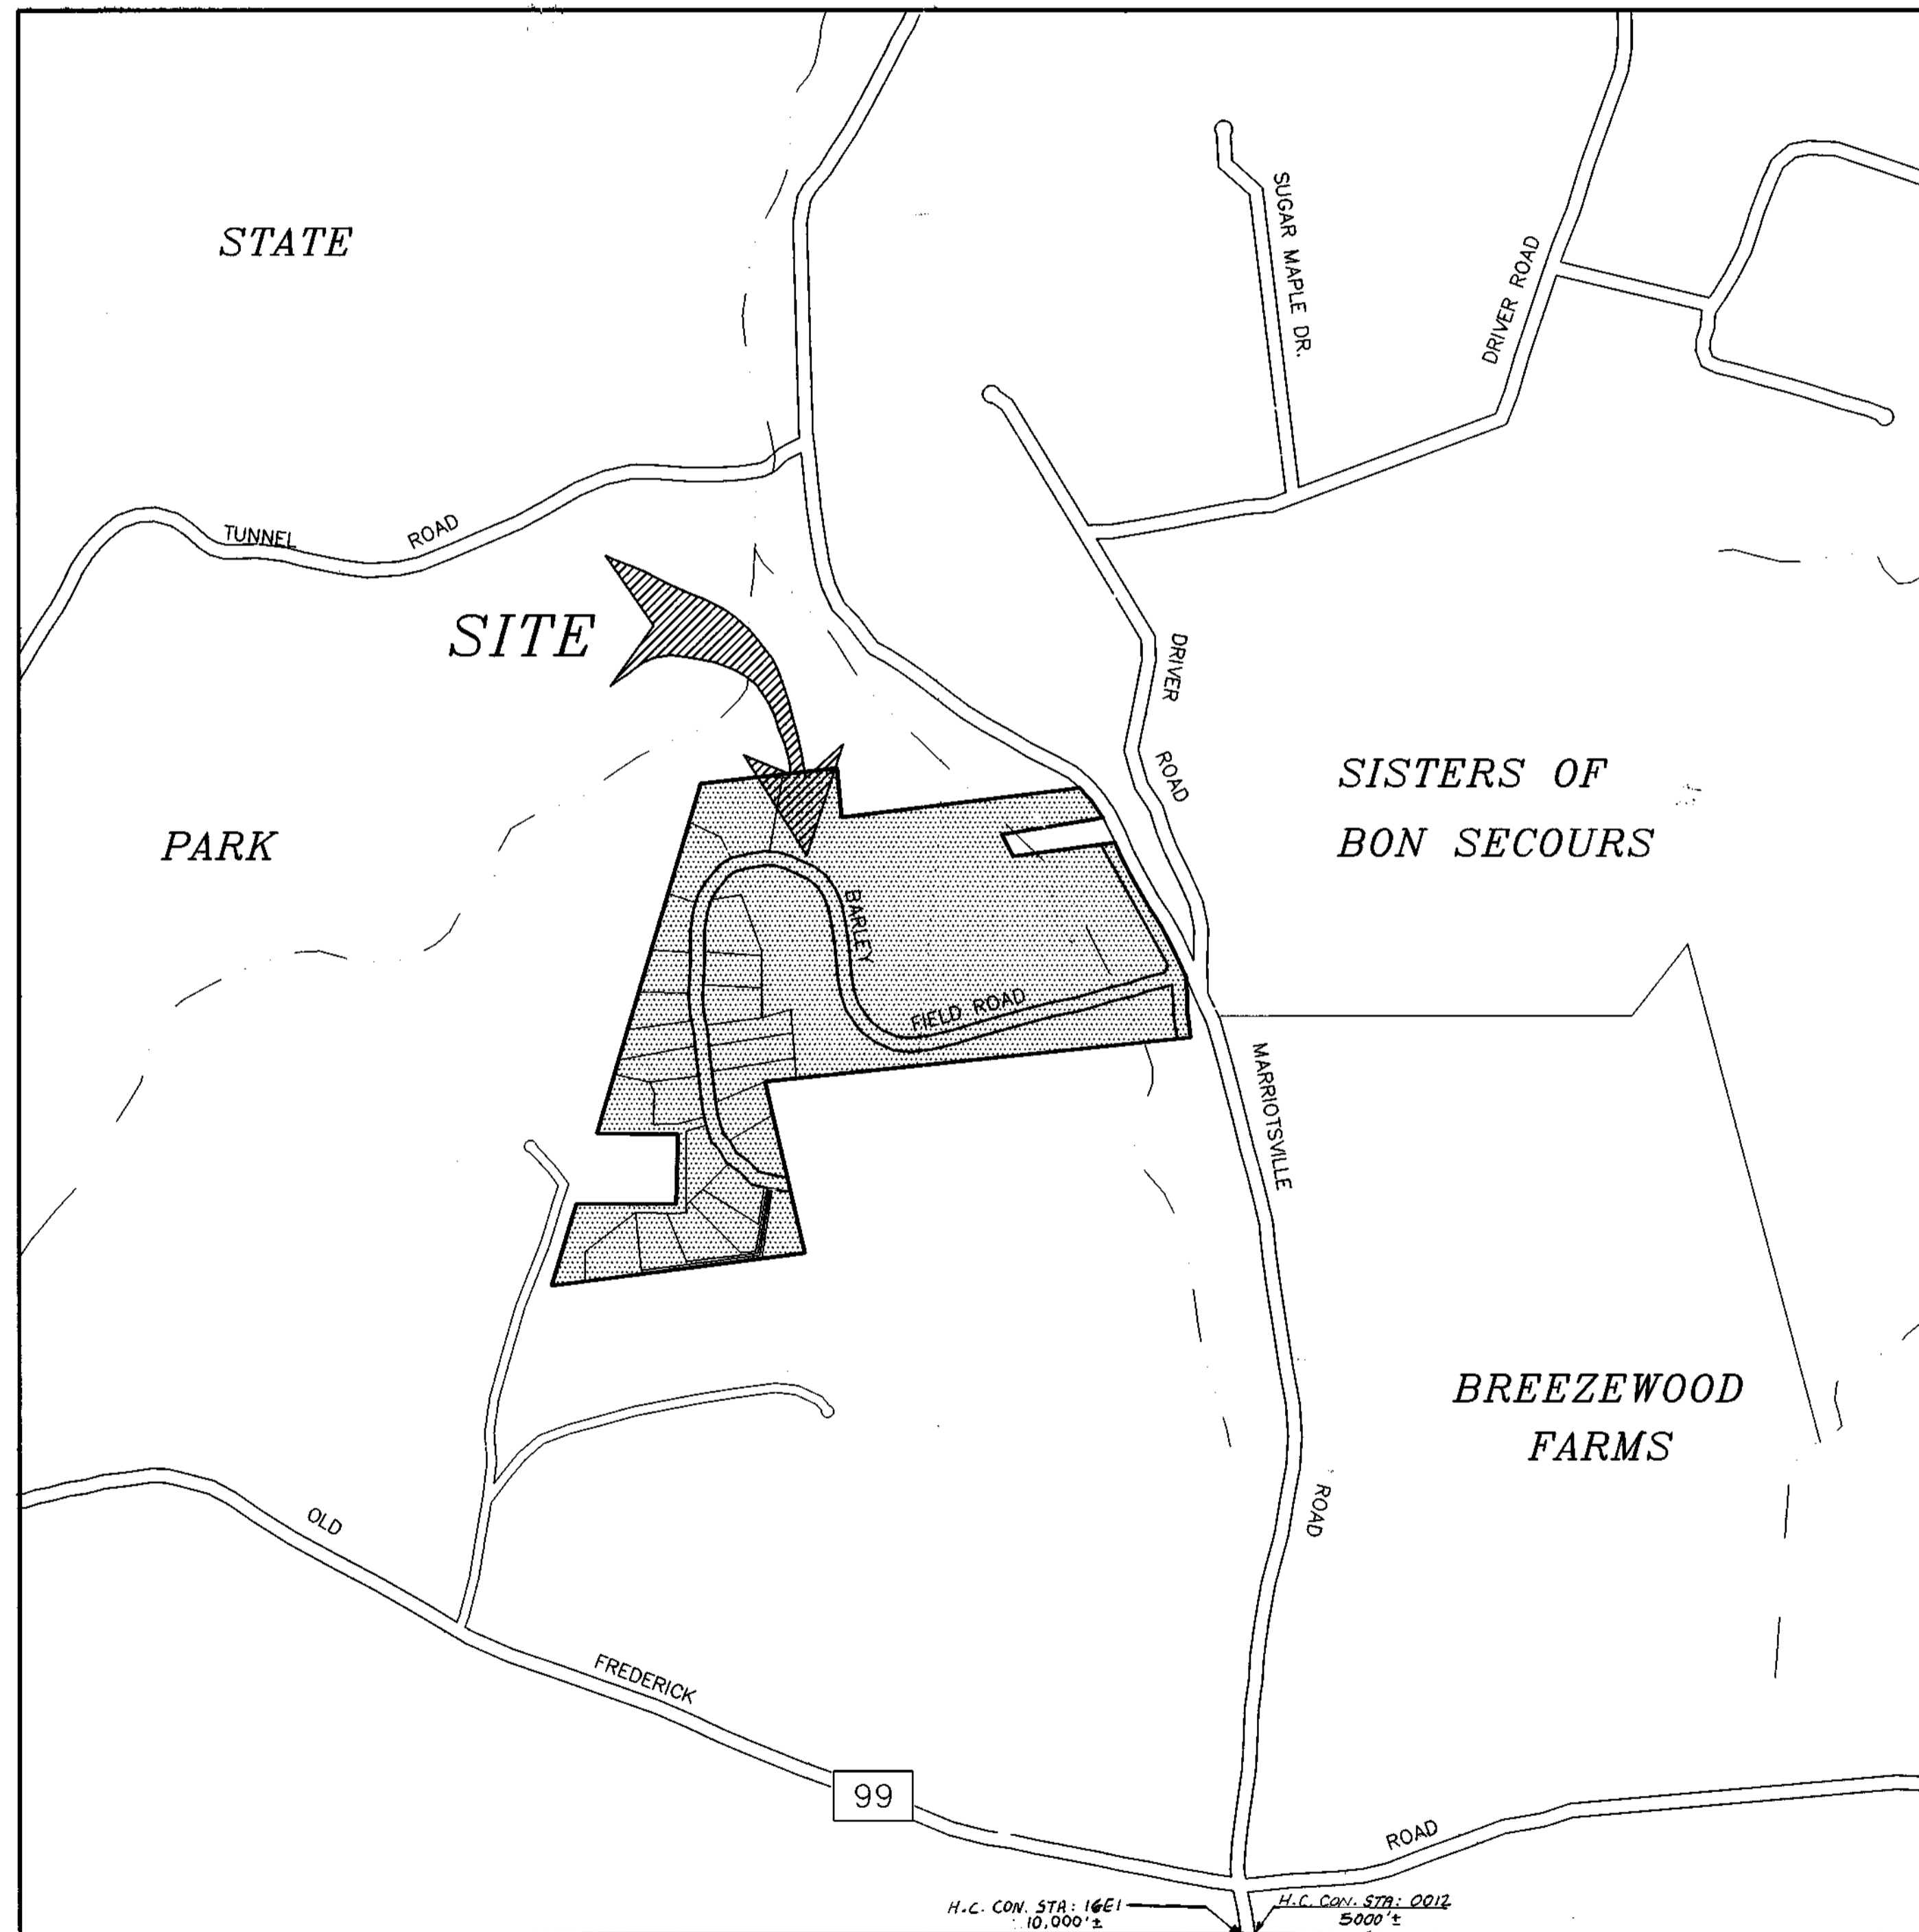 STATE
SUGAR MAPLE DR.
DRIVER ROAD
TUNNEL ROAD
SITE
DRIVER ROAD
SISTERS OF
BON SECOURS
PARK
BARLEY
FIELD ROAD
MARRIOTSVILLE
ROAD
BREEZEWOOD
FARMS
OLD
FREDERICK
99
ROAD
H.C. CON. STA: 16E1
10,000'±
H.C. CON. STA: 0012
5000'±